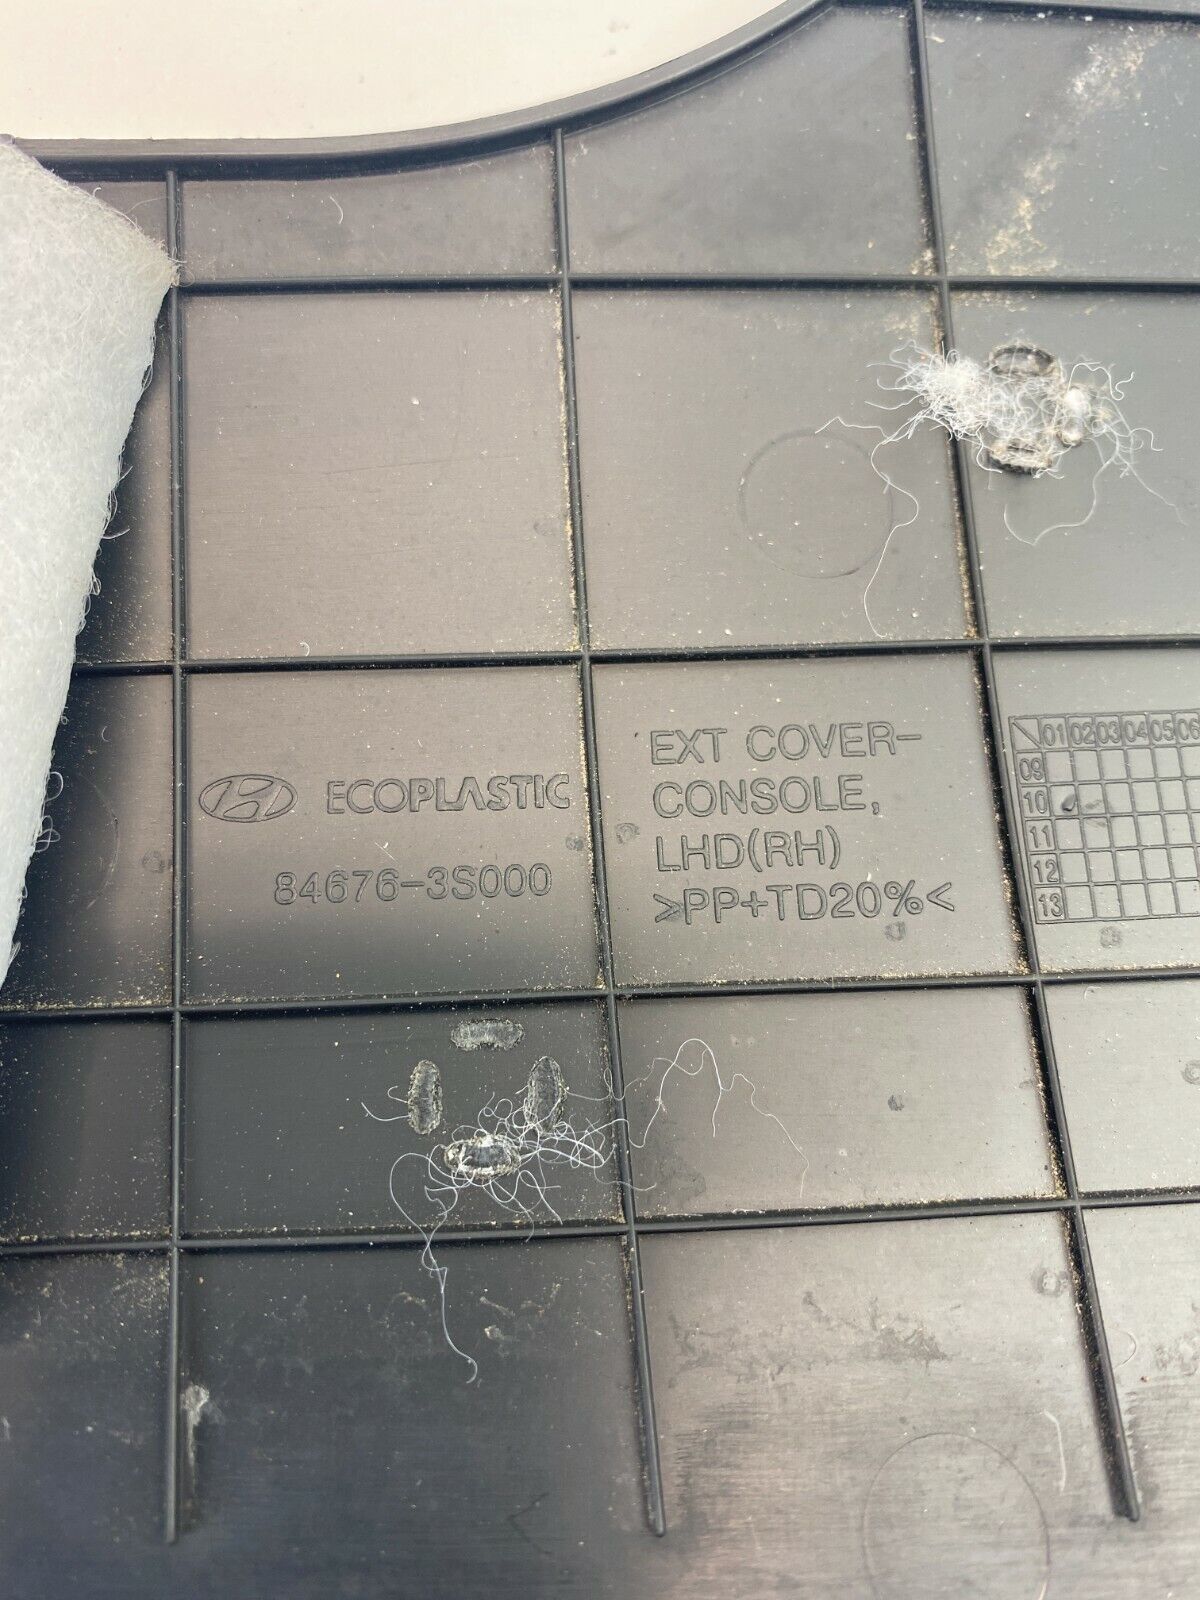 ECOPLASTIC
84676-3S000
EXT COVER-
CONSOLE,
LHD(RH)
>PP+TD20%<
01 02 03 04 05 06
09
10
11
12
13